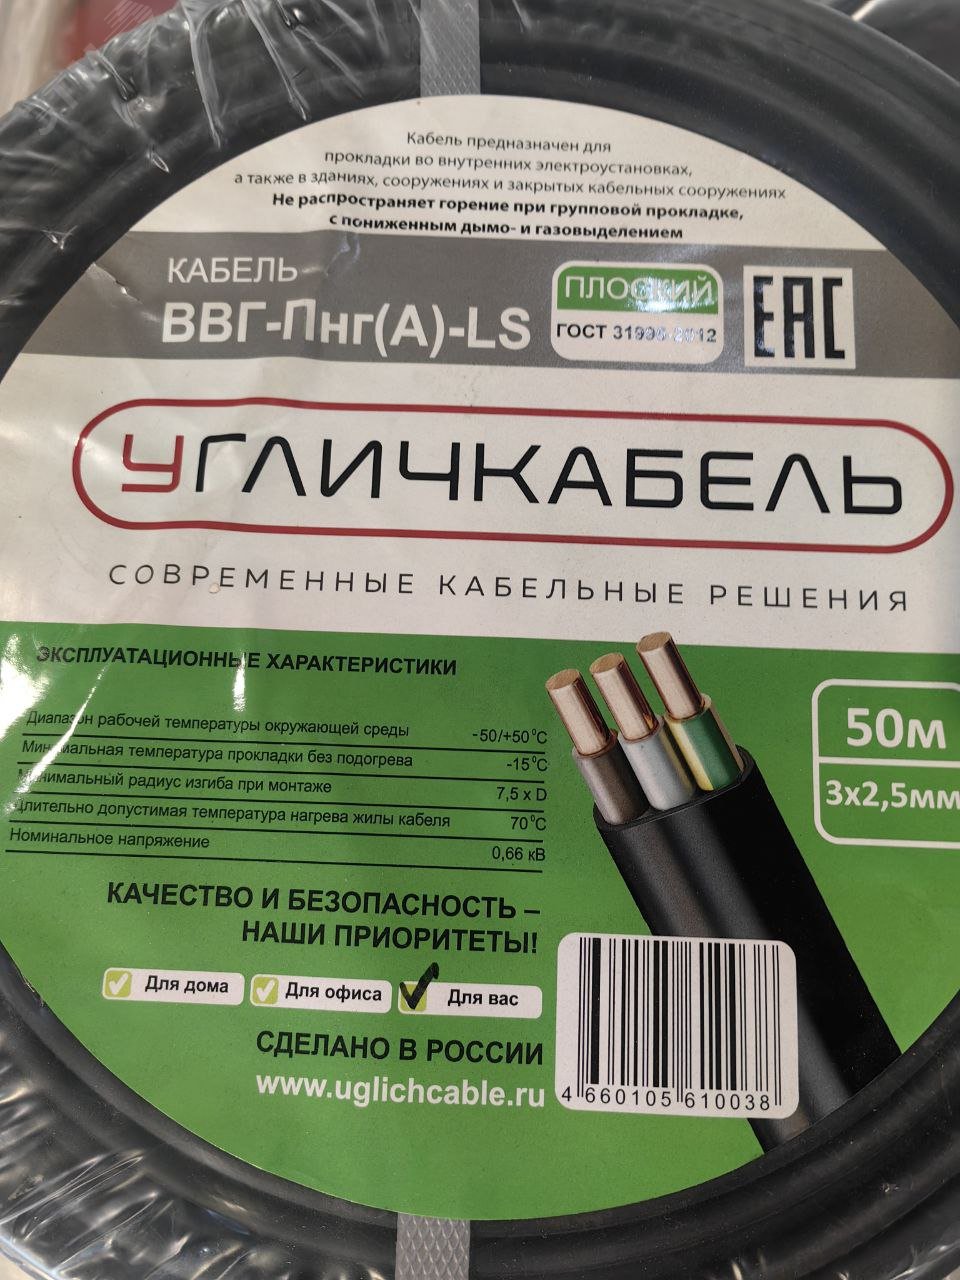 Кабель предназначен для
прокладки во внутренних электроустановках,
а также в зданиях, сооружениях и закрытых кабельных сооружениях
Не распространяет горение при групповой прокладке,
с пониженным дымо- и газовыделением
КАБЕЛЬ
ВВГ-Пнг(А)-LS
ПЛОСКИЙ
ГОСТ 31996-2012
EAC
УГЛИЧКАБЕЛЬ
СОВРЕМЕННЫЕ КАБЕЛЬНЫЕ РЕШЕНИЯ
ЭКСПЛУАТАЦИОННЫЕ ХАРАКТЕРИСТИКИ
Диапазон рабочей температуры окружающей среды -50/+50°С
Минимальная температура прокладки без подогрева -15°С
Минимальный радиус изгиба при монтаже 7,5 x D
Длительно допустимая температура нагрева жилы кабеля 70°С
Номинальное напряжение 0,66 кВ
50м
3x2,5мм
КАЧЕСТВО И БЕЗОПАСНОСТЬ –
НАШИ ПРИОРИТЕТЫ!
Для дома Для офиса Для вас
СДЕЛАНО В РОССИИ
www.uglichcable.ru
4 660105 610038